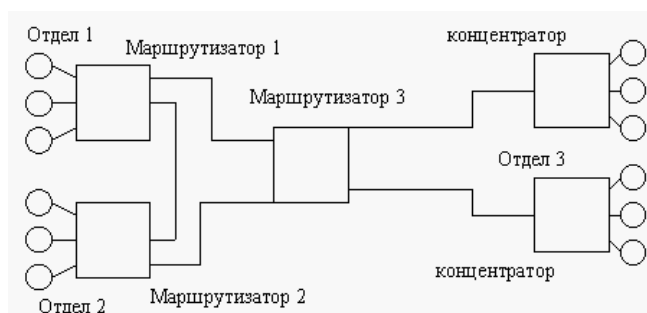 Отдел 1
Маршрутизатор 1
концентратор
Маршрутизатор 3
Отдел 3
концентратор
Отдел 2
Маршрутизатор 2